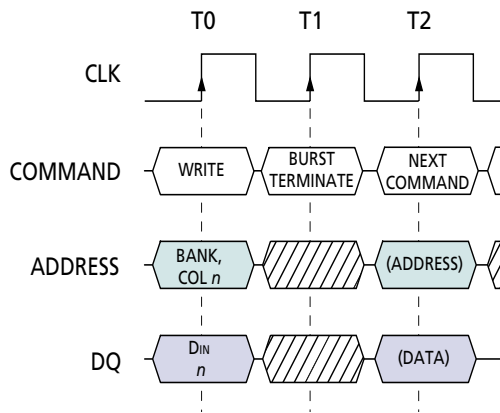 T0 T1 T2
CLK
COMMAND WRITE BURST TERMINATE NEXT COMMAND
ADDRESS BANK, COL n (ADDRESS)
DQ DIN n (DATA)